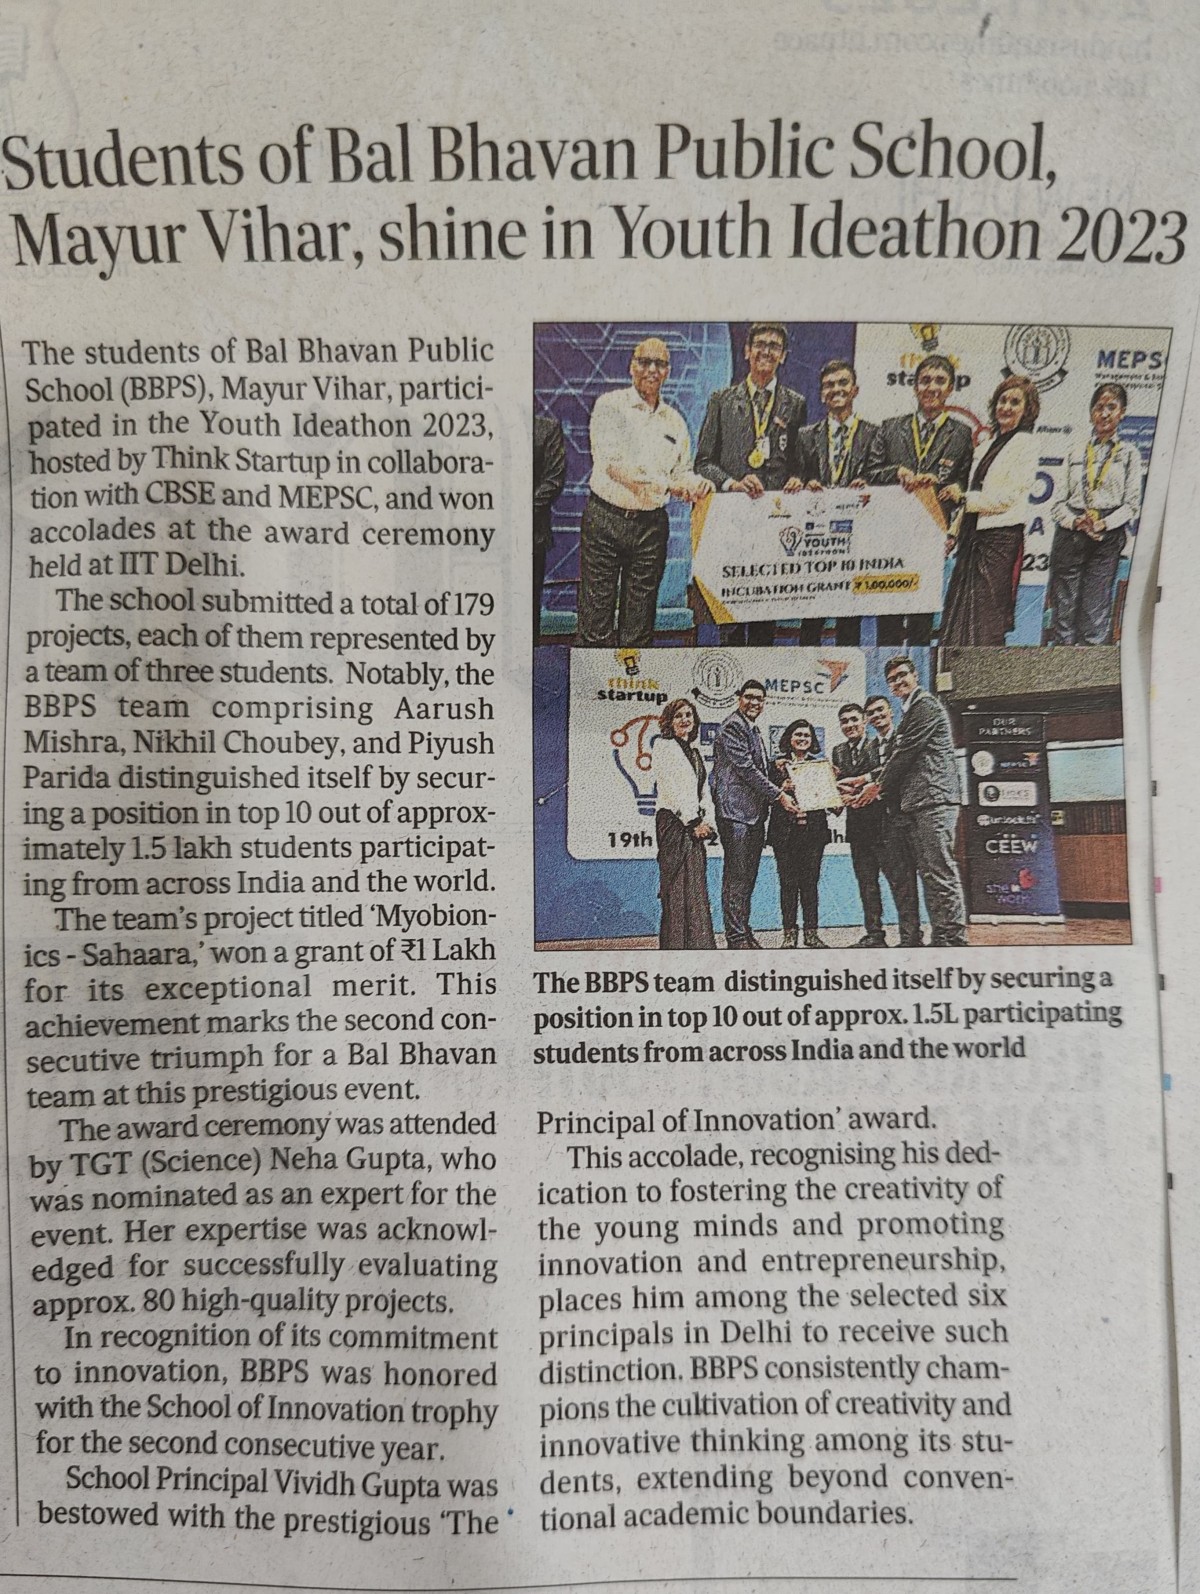 Students of Bal Bhavan Public School,
Mayur Vihar, shine in Youth Ideathon 2023
The students of Bal Bhavan Public
School (BBPS), Mayur Vihar, partici-
pated in the Youth Ideathon 2023,
hosted by Think Startup in collabora-
tion with CBSE and MEPSC, and won
accolades at the award ceremony
held at IIT Delhi.
The school submitted a total of 179
projects, each of them represented by
a team of three students. Notably, the
BBPS team comprising Aarush
Mishra, Nikhil Choubey, and Piyush
Parida distinguished itself by secur-
ing a position in top 10 out of approx-
imately 1.5 lakh students participat-
ing from across India and the world.
The team's project titled 'Myobion-
ics - Sahaara,' won a grant of ₹1 Lakh
for its exceptional merit. This
achievement marks the second con-
secutive triumph for a Bal Bhavan
team at this prestigious event.
The award ceremony was attended
by TGT (Science) Neha Gupta, who
was nominated as an expert for the
event. Her expertise was acknowl-
edged for successfully evaluating
approx. 80 high-quality projects.
In recognition of its commitment
to innovation, BBPS was honored
with the School of Innovation trophy
for the second consecutive year.
School Principal Vividh Gupta was
bestowed with the prestigious 'The
MEPS
YOUTH
SELECTED TOP 10 INDIA
INCUBATION GRANT ₹ 1,00,000/-
23
think
startup
MEPSC
19th
OUR
PARTNERS
MEPSC
CEEW
The BBPS team distinguished itself by securing a
position in top 10 out of approx. 1.5L participating
students from across India and the world
Principal of Innovation' award.
This accolade, recognising his ded-
ication to fostering the creativity of
the young minds and promoting
innovation and entrepreneurship,
places him among the selected six
principals in Delhi to receive such
distinction. BBPS consistently cham-
pions the cultivation of creativity and
innovative thinking among its stu-
dents, extending beyond conven-
tional academic boundaries.